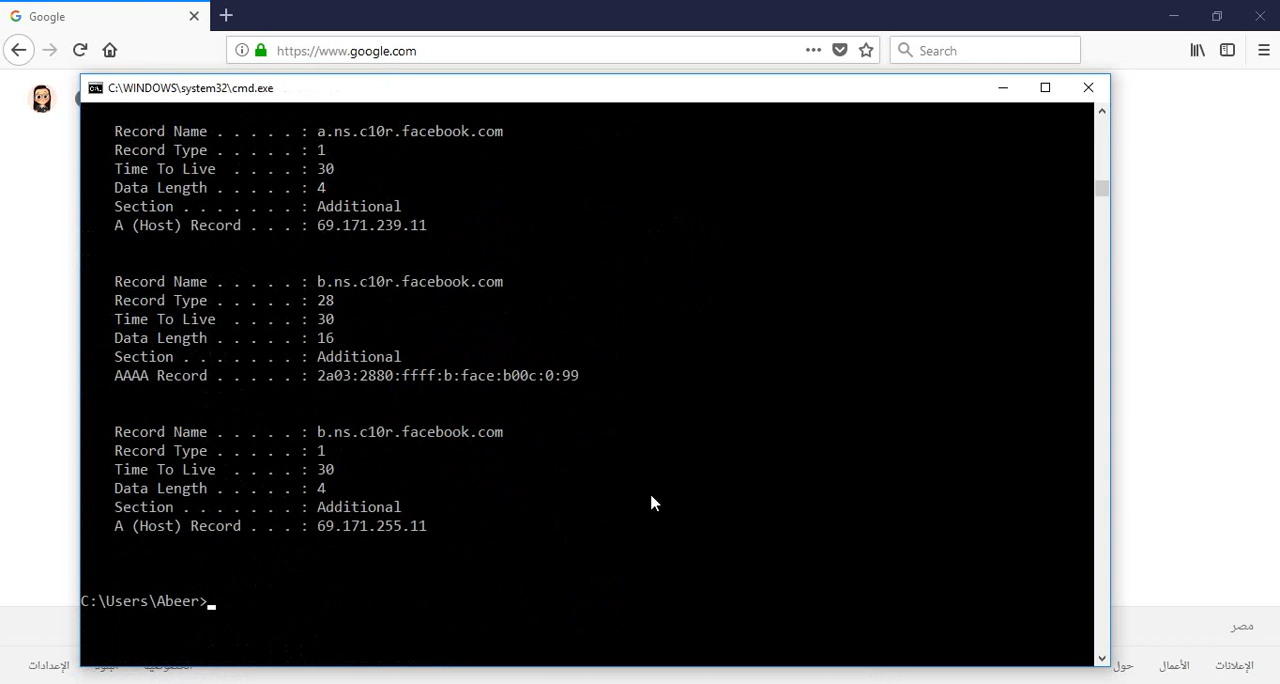 Google
https://www.google.com
Search
C:\WINDOWS\system32\cmd.exe
Record Name . . . . . : a.ns.c10r.facebook.com
Record Type . . . . . : 1
Time To Live  . . . . : 30
Data Length . . . . . : 4
Section . . . . . . . : Additional
A (Host) Record . . . : 69.171.239.11
Record Name . . . . . : b.ns.c10r.facebook.com
Record Type . . . . . : 28
Time To Live  . . . . : 30
Data Length . . . . . : 16
Section . . . . . . . : Additional
AAAA Record . . . . . : 2a03:2880:ffff:b:face:b00c:0:99
Record Name . . . . . : b.ns.c10r.facebook.com
Record Type . . . . . : 1
Time To Live  . . . . : 30
Data Length . . . . . : 4
Section . . . . . . . : Additional
A (Host) Record . . . : 69.171.255.11
C:\Users\Abeer>
مصر
الإعلانات الأعمال حول الإعدادات